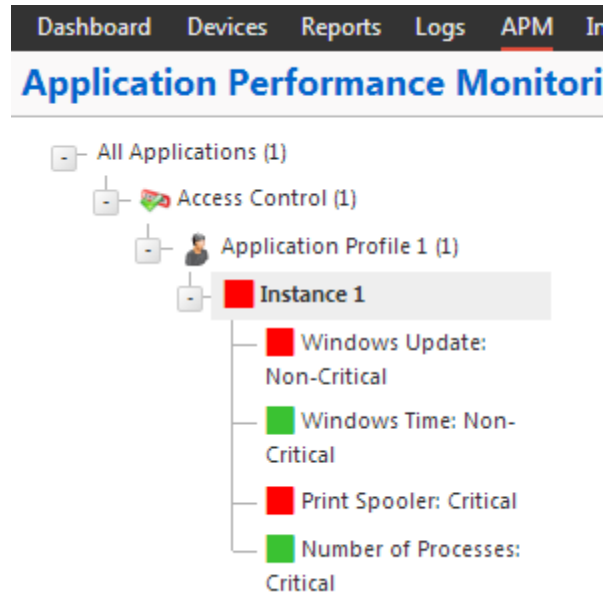 Dashboard Devices Reports Logs APM In
Application Performance Monitori
All Applications (1)
Access Control (1)
Application Profile 1 (1)
Instance 1
Windows Update:
Non-Critical
Windows Time: Non-
Critical
Print Spooler: Critical
Number of Processes:
Critical